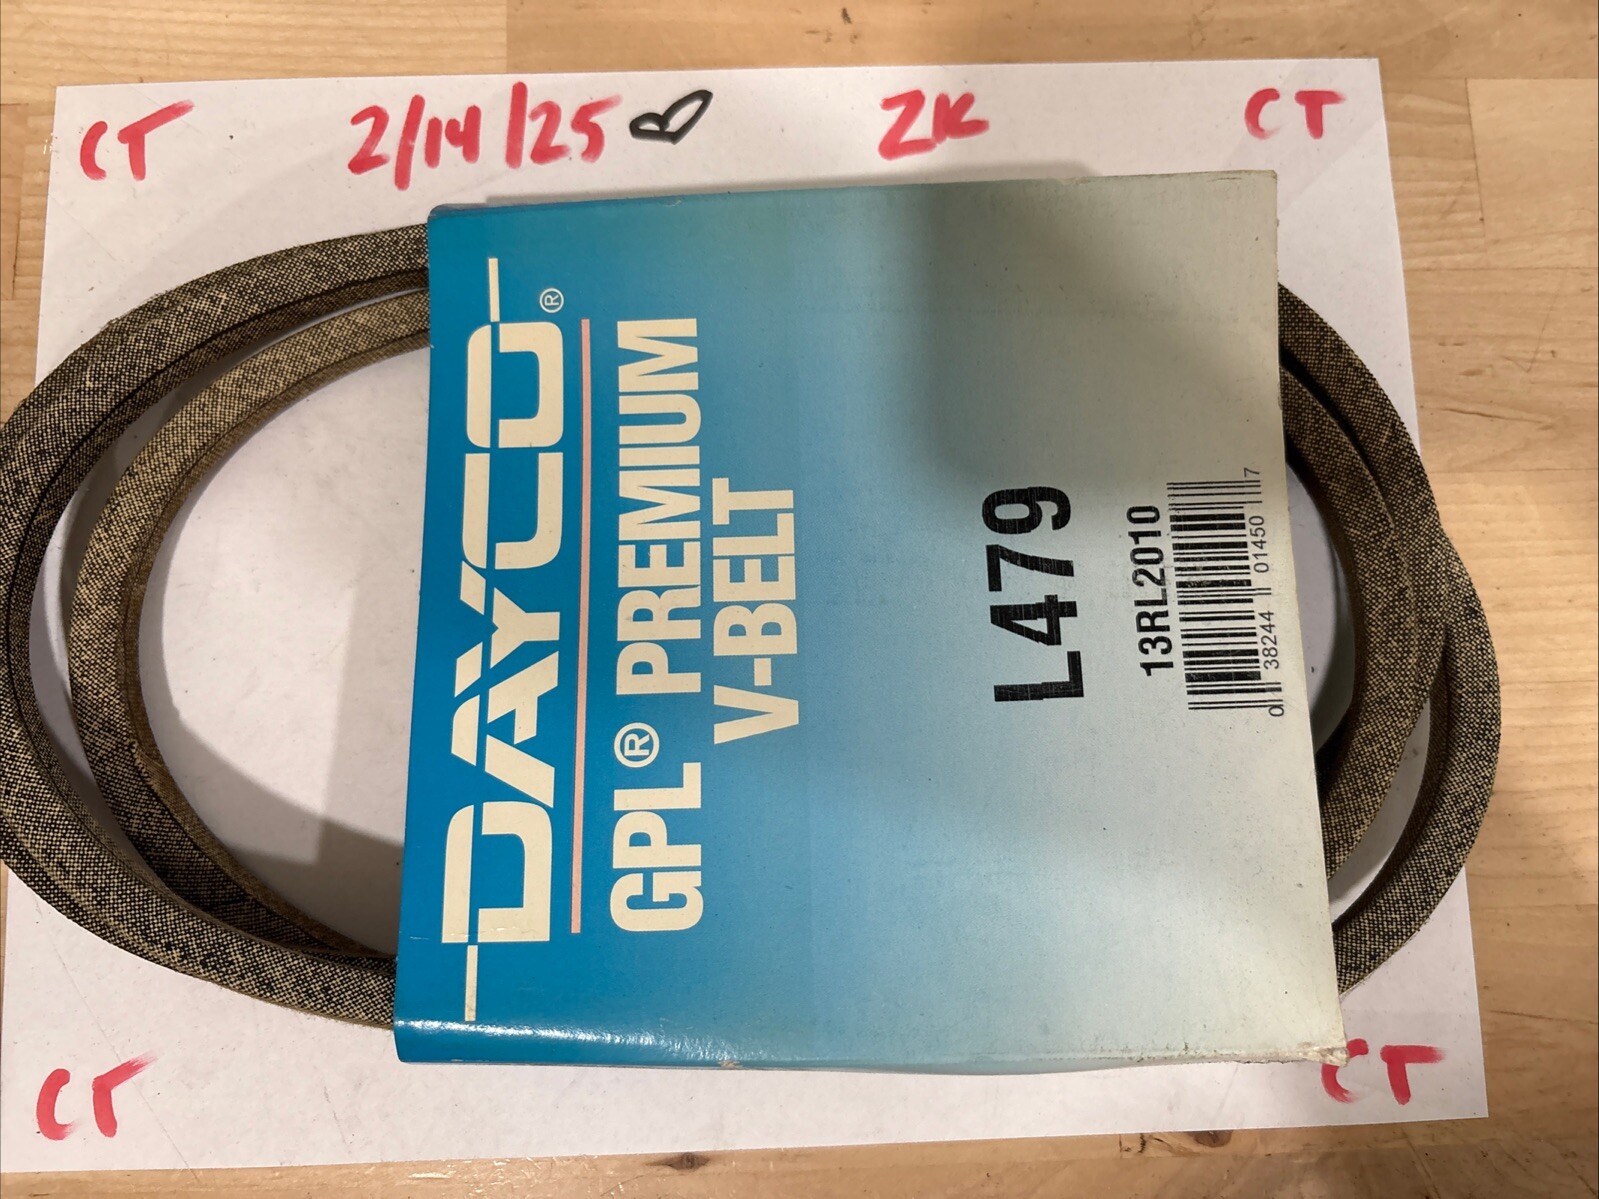 CT 2/14/25 B ZK CT
DAYCO®
GPL® PREMIUM
V-BELT
L479
13RL2010
0 38244 01450 7
CT CT